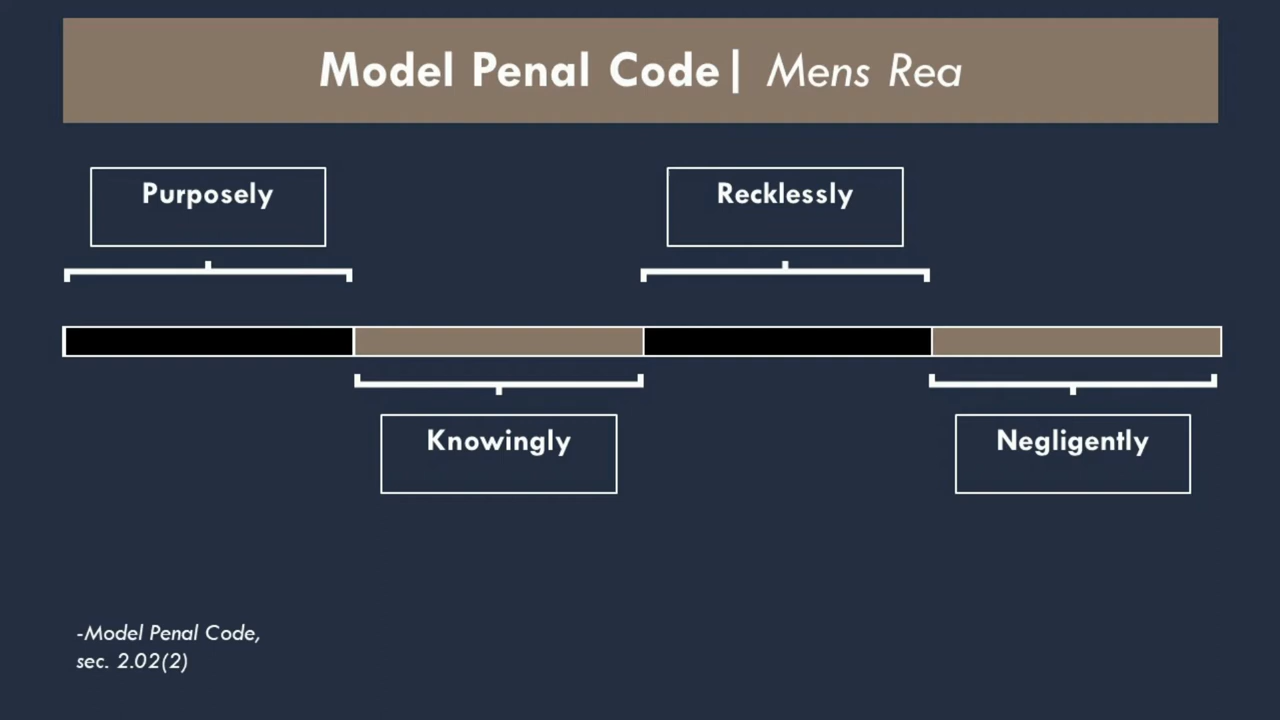 Model Penal Code| Mens Rea
Purposely
Recklessly
Knowingly
Negligently
-Model Penal Code,
sec. 2.02(2)